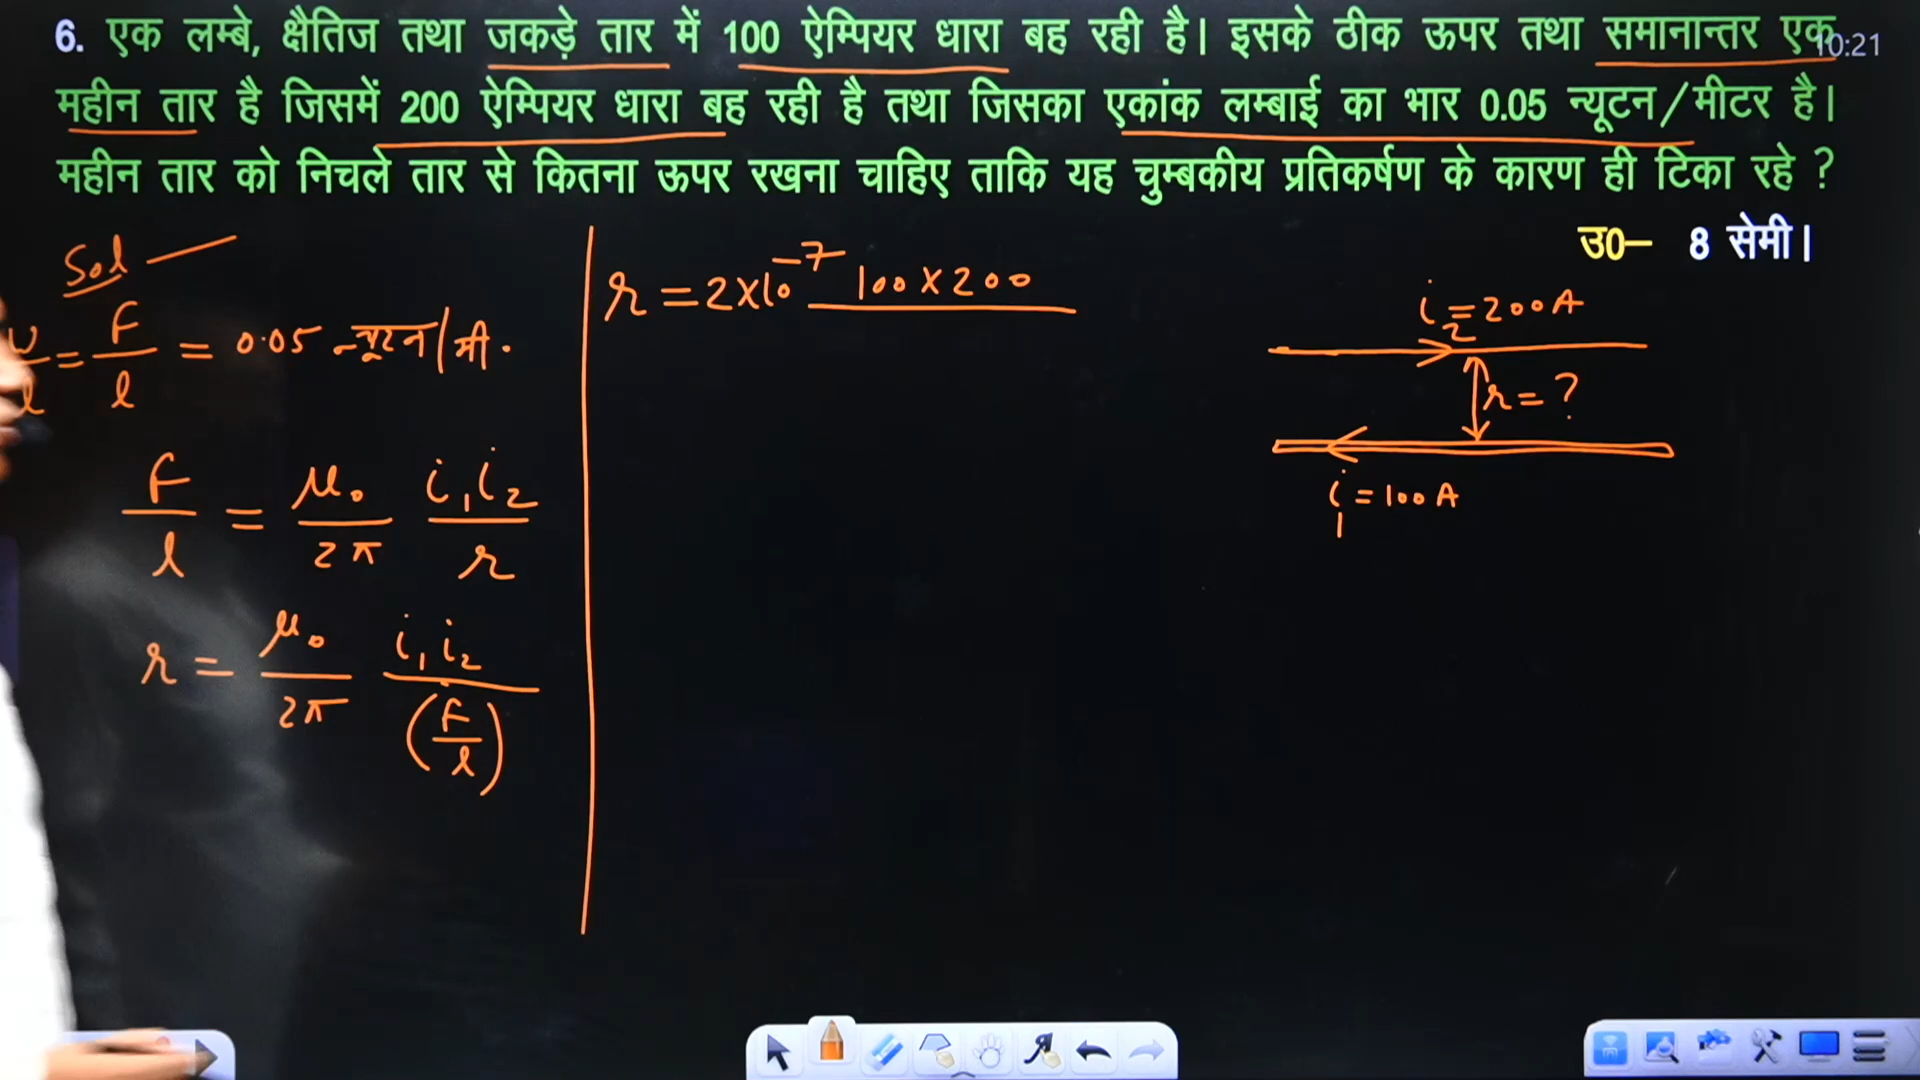 6. एक लम्बे, क्षैतिज तथा जकड़े तार में 100 ऐम्पियर धारा बह रही है। इसके ठीक ऊपर तथा समानान्तर एक
10:21
महीन तार है जिसमें 200 ऐम्पियर धारा बह रही है तथा जिसका एकांक लम्बाई का भार 0.05 न्यूटन/मीटर है।
महीन तार को निचले तार से कितना ऊपर रखना चाहिए ताकि यह चुम्बकीय प्रतिकर्षण के कारण ही टिका रहे ?
उ0– 8 सेमी।
Sol —
w/l = F/l = 0.05 न्यूटन/मी.
F/l = μ₀/2π i₁i₂/r
r = μ₀/2π i₁i₂/(F/l)
r = 2×10⁻⁷ 100×200
i₂ = 200A
r = ?
i₁ = 100A